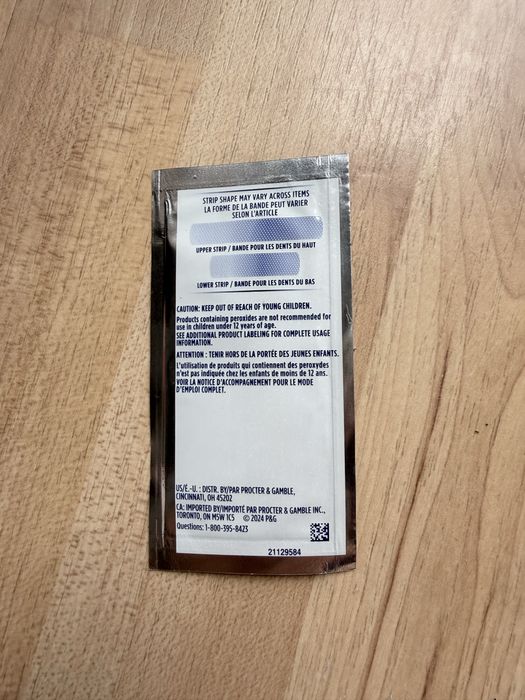 STRIP SHAPE MAY VARY ACROSS ITEMS
LA FORME DE LA BANDE PEUT VARIER
SELON L'ARTICLE
UPPER STRIP / BANDE POUR LES DENTS DU HAUT
LOWER STRIP / BANDE POUR LES DENTS DU BAS
CAUTION: KEEP OUT OF REACH OF YOUNG CHILDREN.
Products containing peroxides are not recommended for
use in children under 12 years of age.
SEE ADDITIONAL PRODUCT LABELING FOR COMPLETE USAGE
INFORMATION.
ATTENTION : TENIR HORS DE LA PORTÉE DES JEUNES ENFANTS.
L'utilisation de produits qui contiennent des peroxydes
n'est pas indiquée chez les enfants de moins de 12 ans.
VOIR LA NOTICE D'ACCOMPAGNEMENT POUR LE MODE
D'EMPLOI COMPLET.
US/É.-U. : DISTR. BY/PAR PROCTER & GAMBLE,
CINCINNATI, OH 45202
CA: IMPORTED BY/IMPORTÉ PAR PROCTER & GAMBLE INC.,
TORONTO, ON M5W 1C5 © 2024 P&G
Questions: 1-800-395-8423
21129584